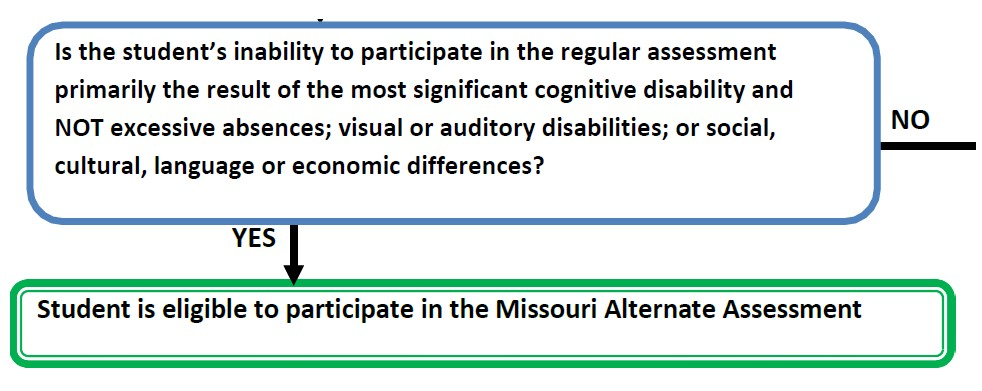 Is the student’s inability to participate in the regular assessment
primarily the result of the most significant cognitive disability and
NOT excessive absences; visual or auditory disabilities; or social,
cultural, language or economic differences?
NO
YES
Student is eligible to participate in the Missouri Alternate Assessment